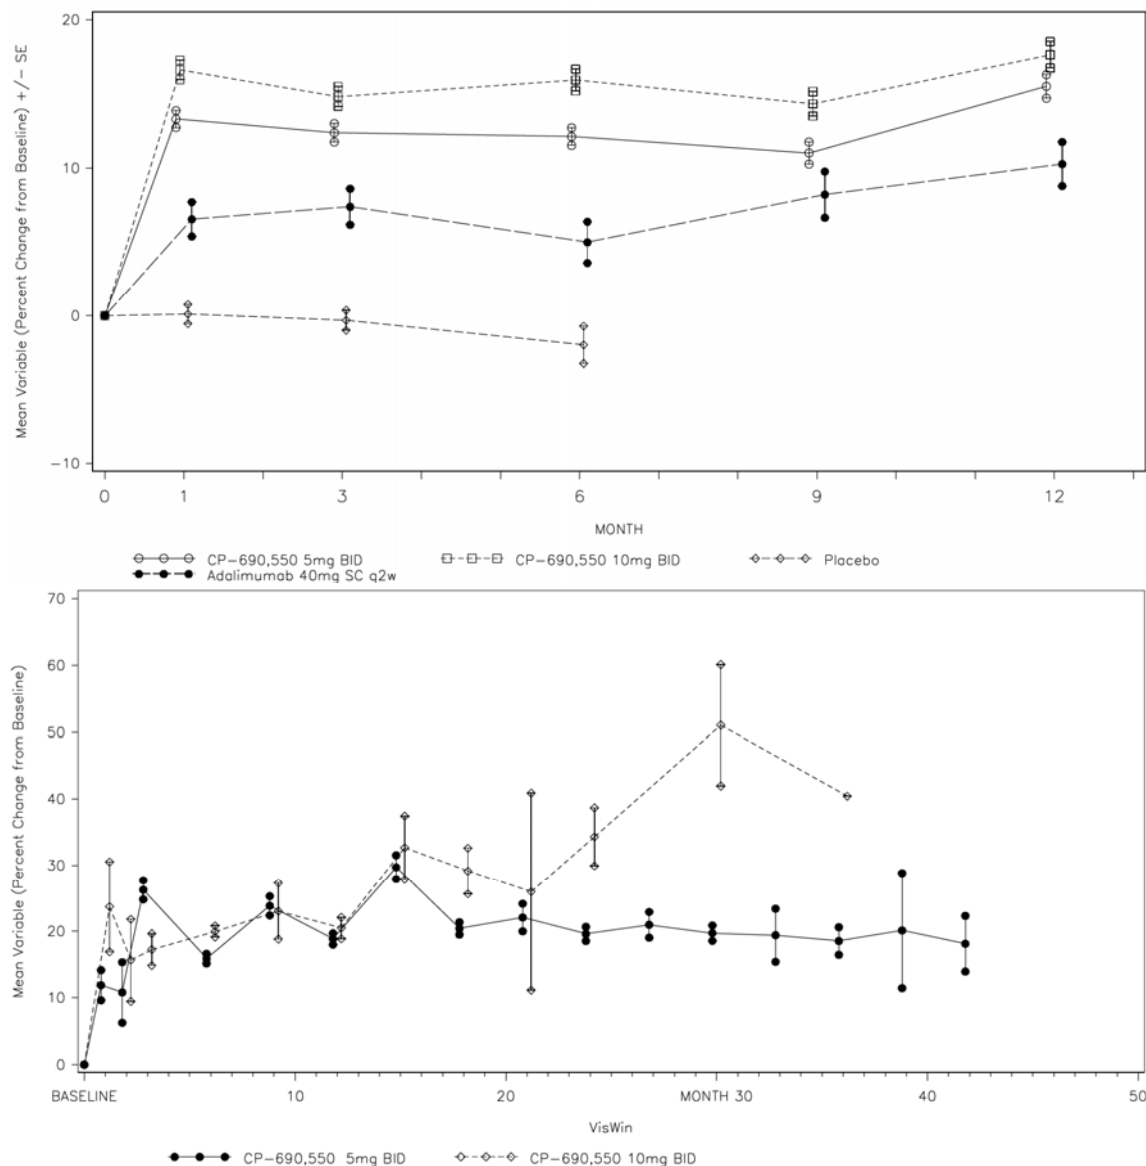 Mean Variable (Percent Change from Baseline) +/- SE
20
10
0
-10
0 1 3 6 9 12
MONTH
CP-690,550 5mg BID CP-690,550 10mg BID Placebo
Adalimumab 40mg SC q2w
Mean Variable (Percent Change from Baseline)
70
60
50
40
30
20
10
0
BASELINE 10 20 MONTH 30 40 50
VisWin
CP-690,550 5mg BID CP-690,550 10mg BID